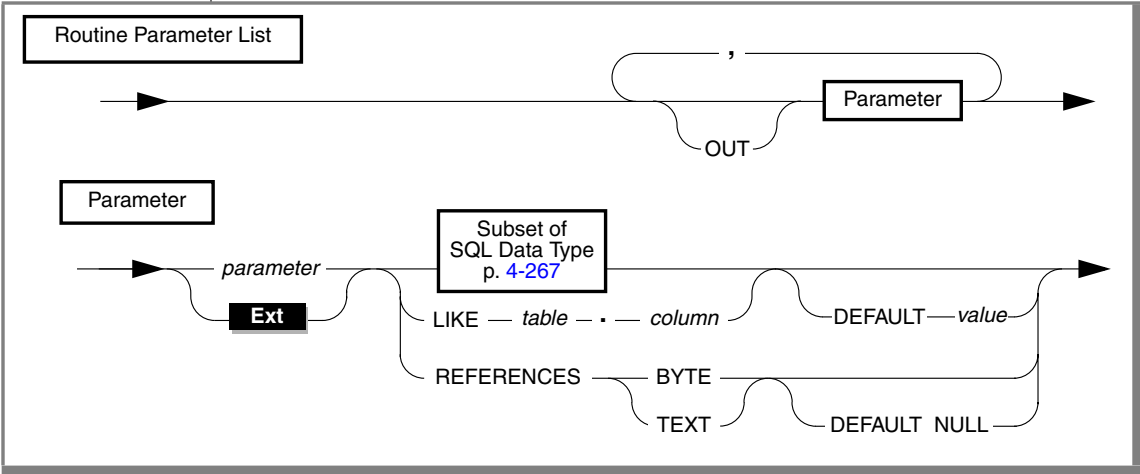 Routine Parameter List
,
Parameter
OUT
Parameter
Subset of
SQL Data Type
p. 4-267
parameter
Ext
LIKE table . column
DEFAULT value
REFERENCES BYTE
TEXT
DEFAULT NULL